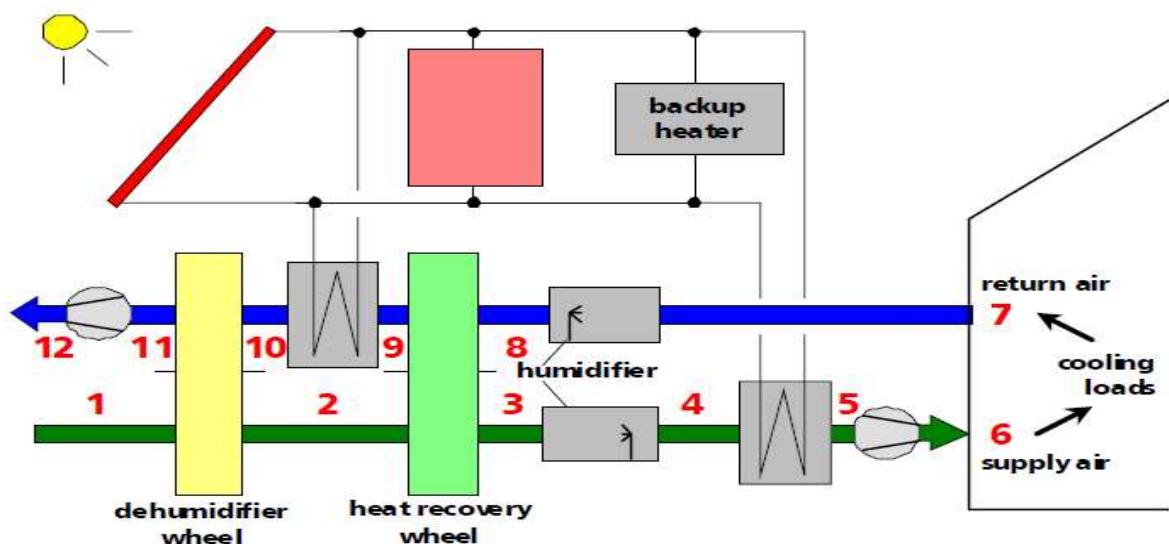 backup
heater
return air
7
12 11 10 9 8
humidifier
cooling
loads
1 2 3 4 5
6
supply air
dehumidifier
wheel
heat recovery
wheel